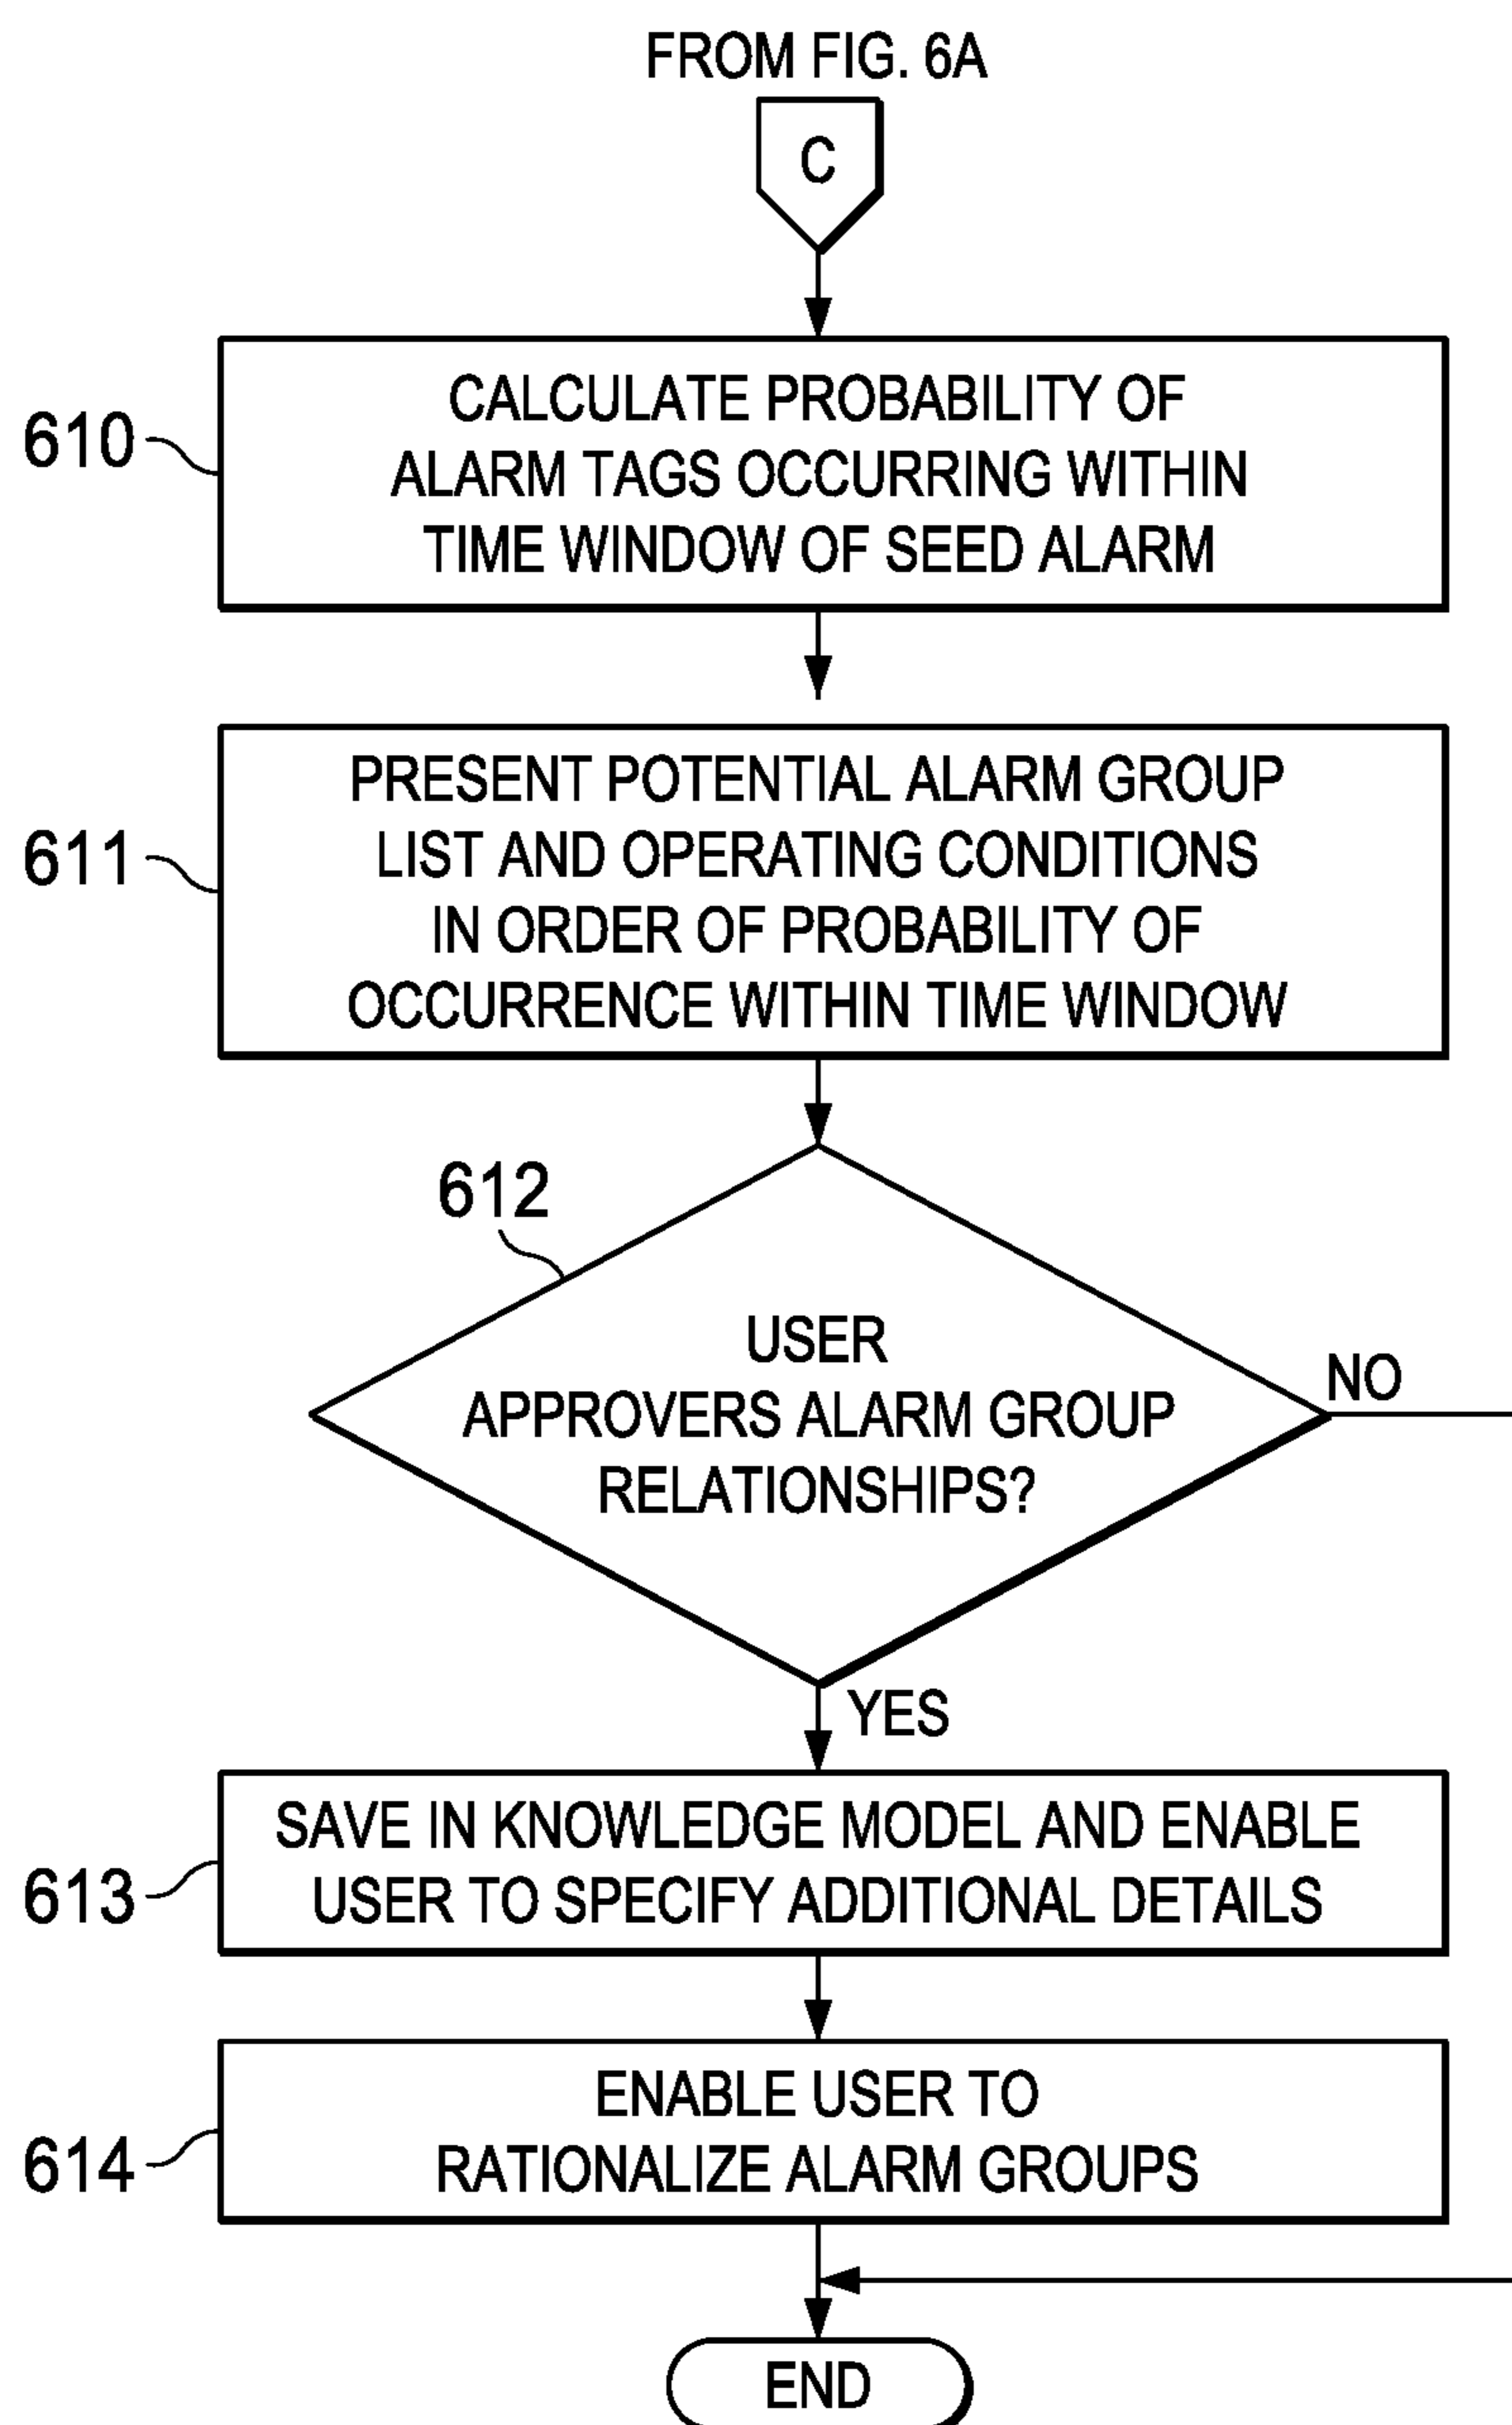 FROM FIG. 6A
C
610
CALCULATE PROBABILITY OF
ALARM TAGS OCCURRING WITHIN
TIME WINDOW OF SEED ALARM
611
PRESENT POTENTIAL ALARM GROUP
LIST AND OPERATING CONDITIONS
IN ORDER OF PROBABILITY OF
OCCURRENCE WITHIN TIME WINDOW
612
USER
APPROVERS ALARM GROUP
RELATIONSHIPS?
NO
YES
613
SAVE IN KNOWLEDGE MODEL AND ENABLE
USER TO SPECIFY ADDITIONAL DETAILS
614
ENABLE USER TO
RATIONALIZE ALARM GROUPS
END